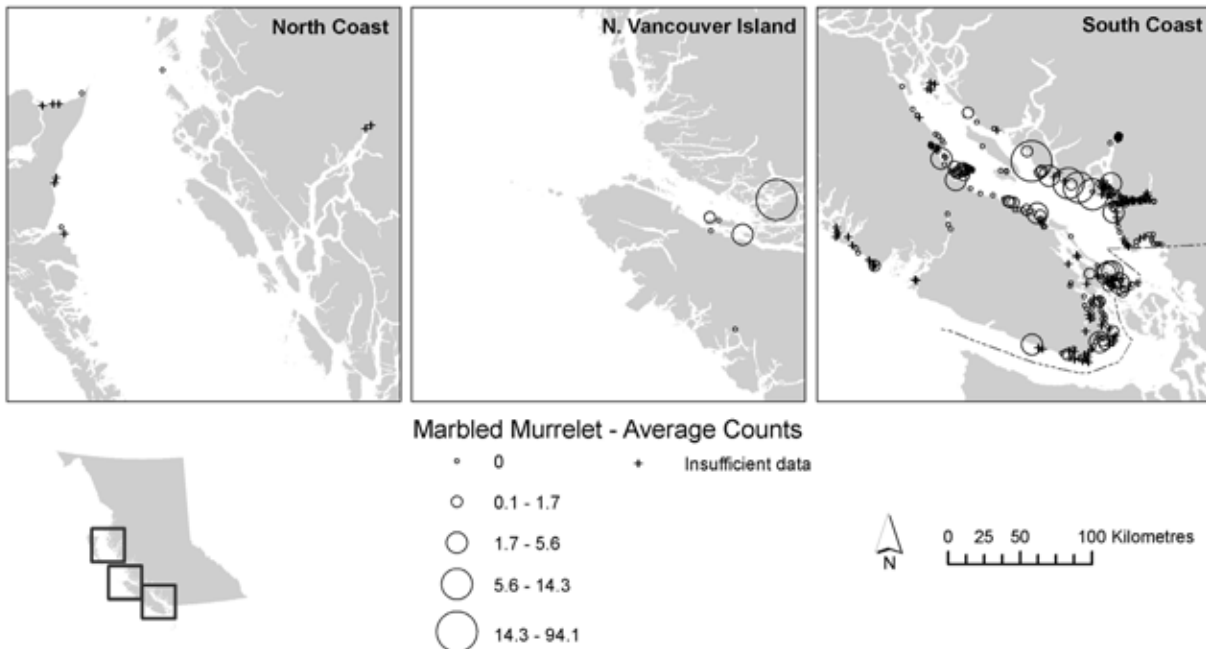 North Coast
N. Vancouver Island
South Coast
Marbled Murrelet - Average Counts
0
Insufficient data
0.1 - 1.7
1.7 - 5.6
5.6 - 14.3
14.3 - 94.1
N
0 25 50 100 Kilometres